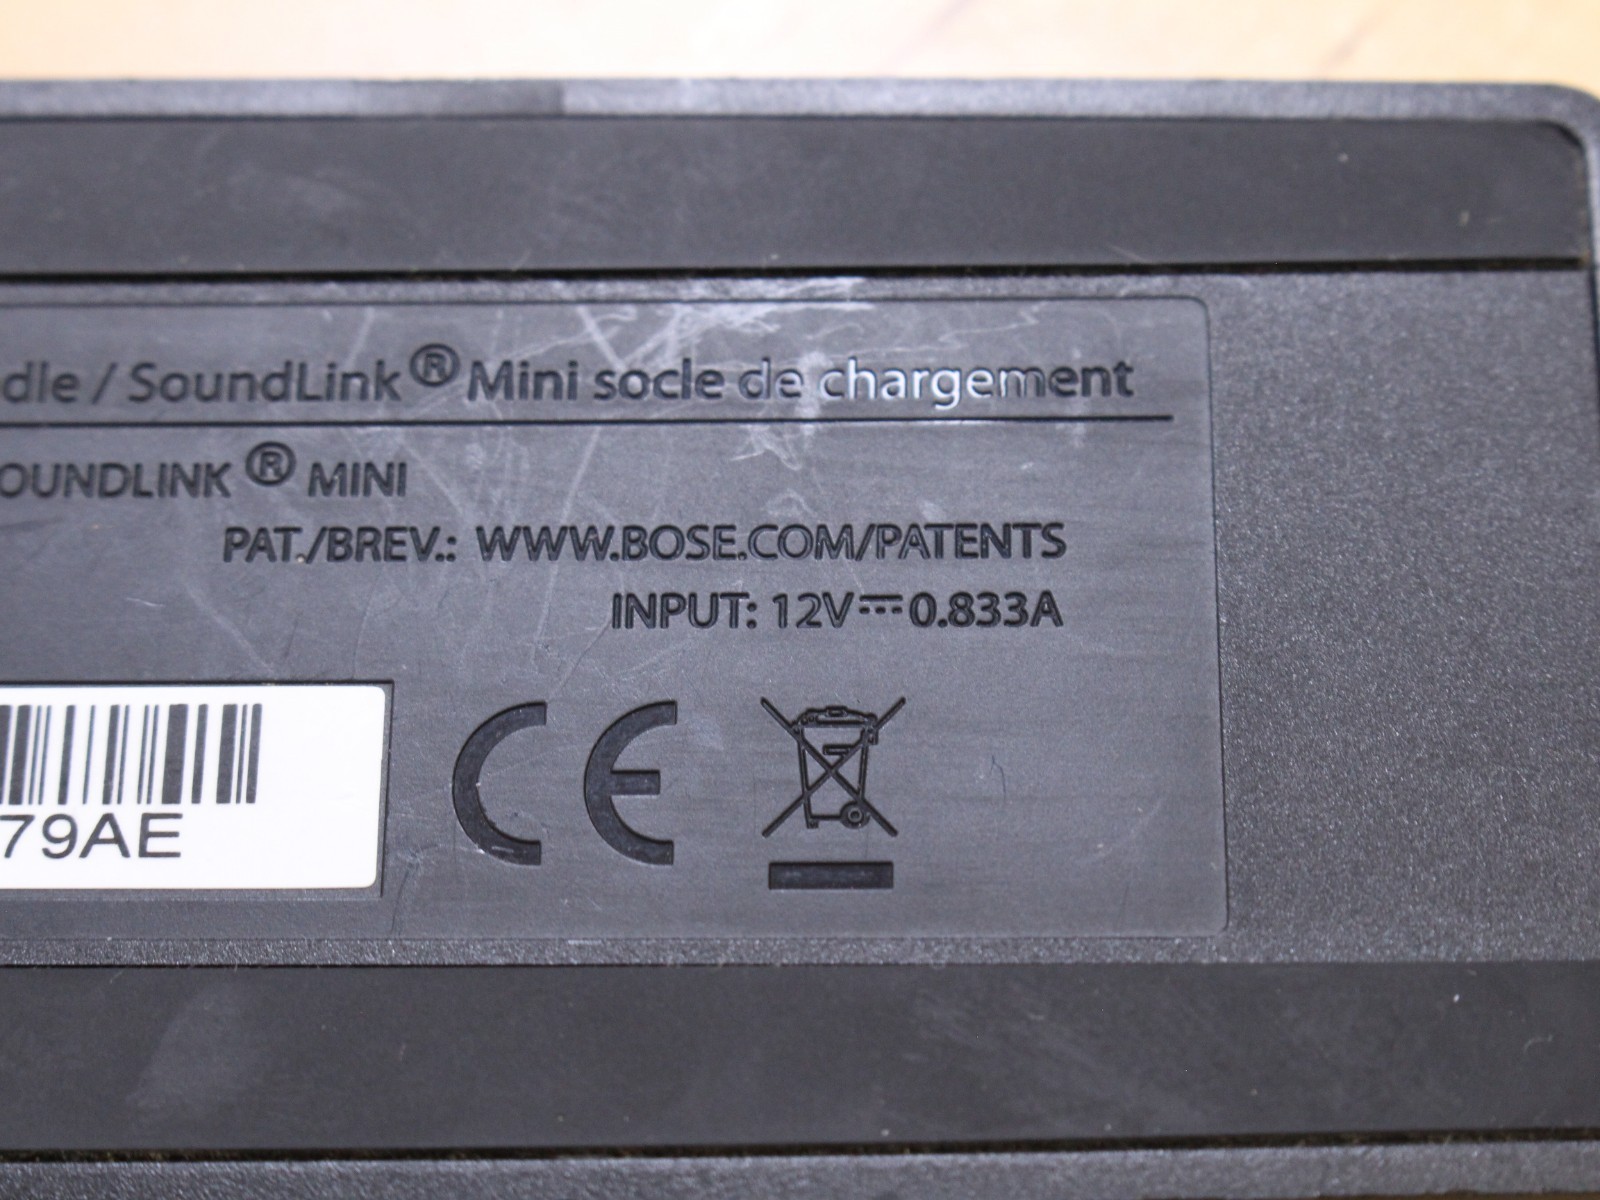 dle / SoundLink® Mini socle de chargement
OUNDLINK® MINI
PAT./BREV.: WWW.BOSE.COM/PATENTS
INPUT: 12V⎓0.833A
79AE
CE